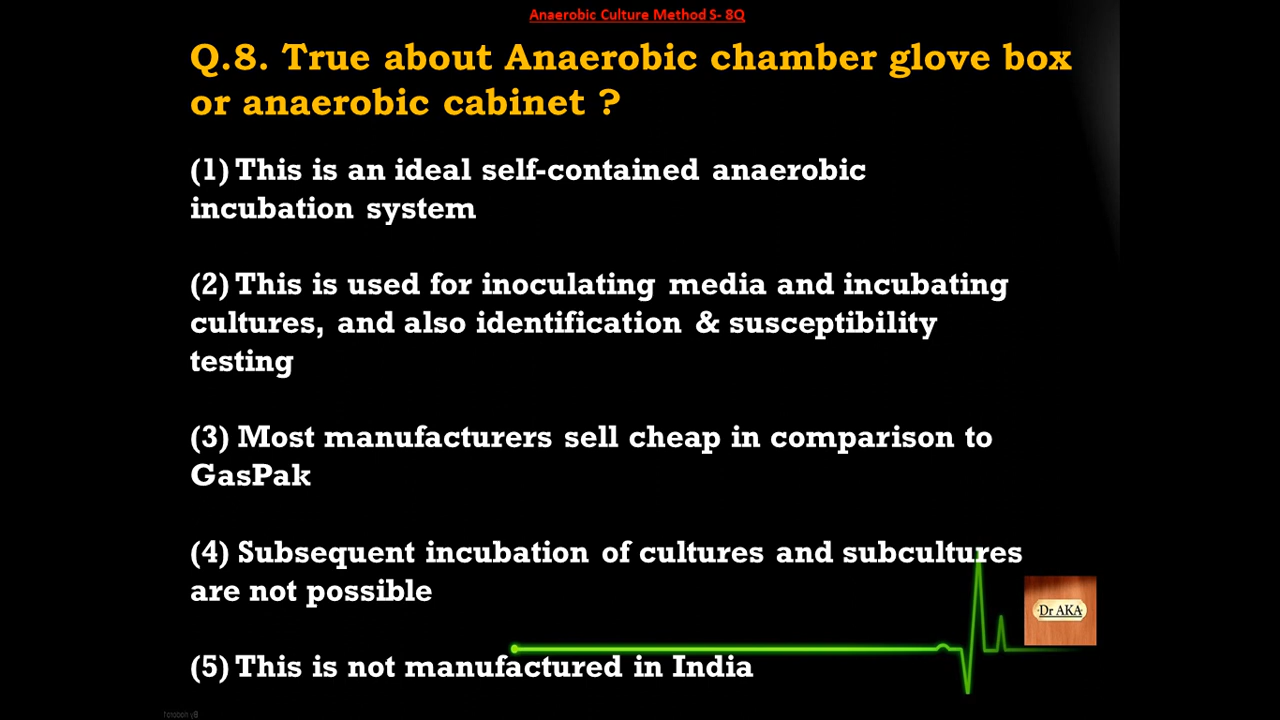 Anaerobic Culture Method S- 8Q
Q.8. True about Anaerobic chamber glove box
or anaerobic cabinet ?
(1) This is an ideal self-contained anaerobic
incubation system
(2) This is used for inoculating media and incubating
cultures, and also identification & susceptibility
testing
(3) Most manufacturers sell cheap in comparison to
GasPak
(4) Subsequent incubation of cultures and subcultures
are not possible
Dr AKA
(5) This is not manufactured in India